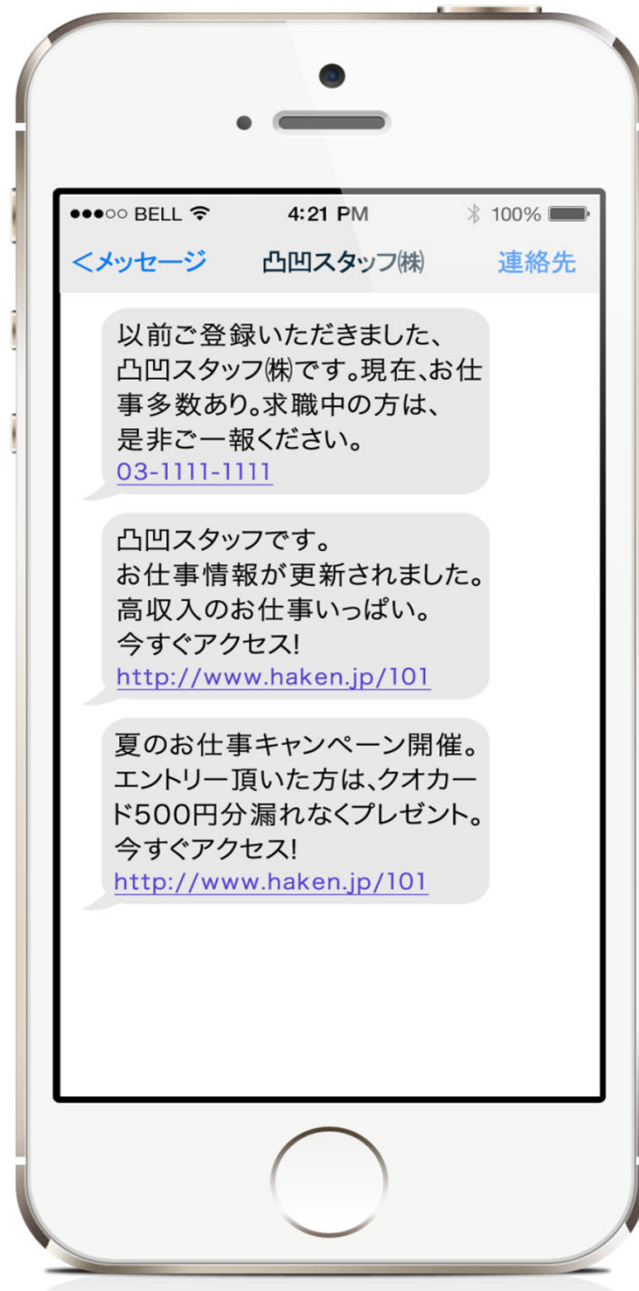 ●●●○○ BELL 4:21 PM 100%
<メッセージ 凸凹スタッフ㈱ 連絡先
以前ご登録いただきました、
凸凹スタッフ㈱です。現在、お仕
事多数あり。求職中の方は、
是非ご一報ください。
03-1111-1111
凸凹スタッフです。
お仕事情報が更新されました。
高収入のお仕事いっぱい。
今すぐアクセス!
http://www.haken.jp/101
夏のお仕事キャンペーン開催。
エントリー頂いた方は、クオカー
ド500円分漏れなくプレゼント。
今すぐアクセス!
http://www.haken.jp/101